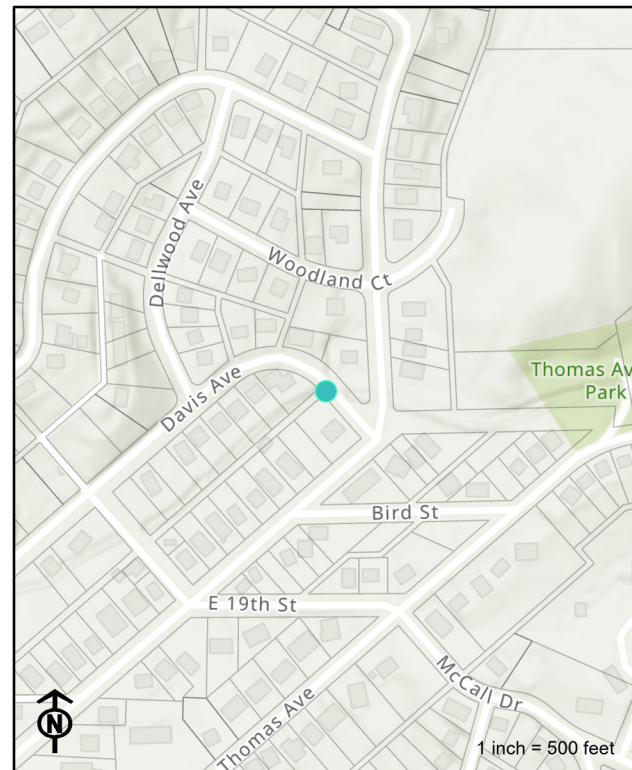 Dellwood Ave
Woodland Ct
Thomas Av
Park
Davis Ave
Bird St
E 19th St
McCall Dr
Thomas Ave
N
1 inch = 500 feet